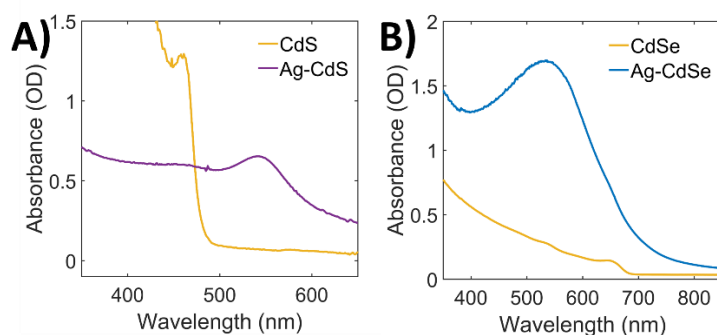 A)
1.5
1
0.5
0
Absorbance (OD)
CdS
Ag-CdS
400 500 600
Wavelength (nm)
B)
2
1.5
1
0.5
0
Absorbance (OD)
CdSe
Ag-CdSe
400 500 600 700 800
Wavelength (nm)